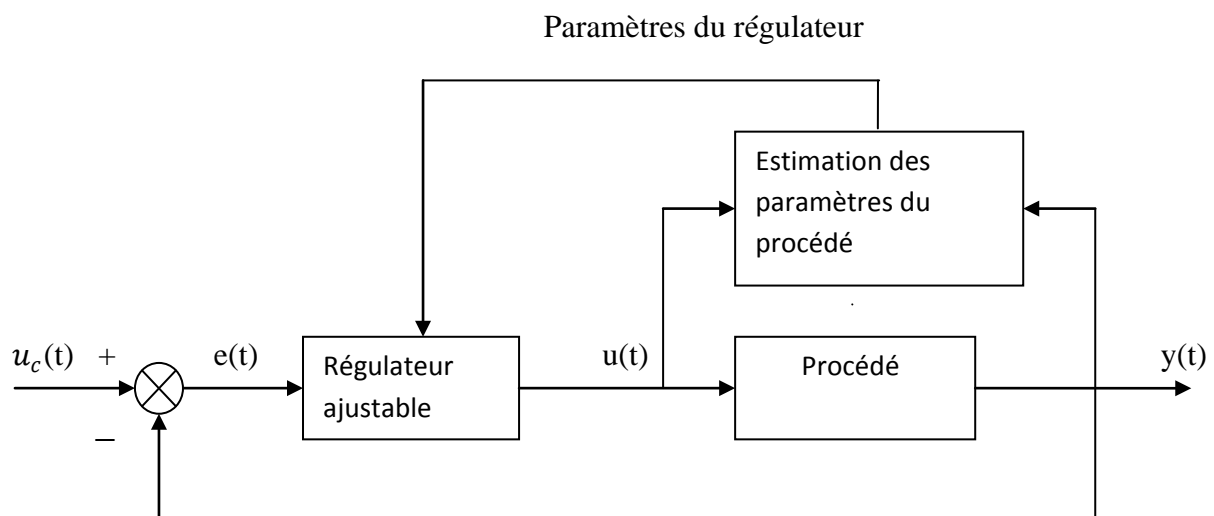 Paramètres du régulateur
Estimation des
paramètres du
procédé
u_c(t) +
e(t)
Régulateur
ajustable
u(t)
Procédé
y(t)
−